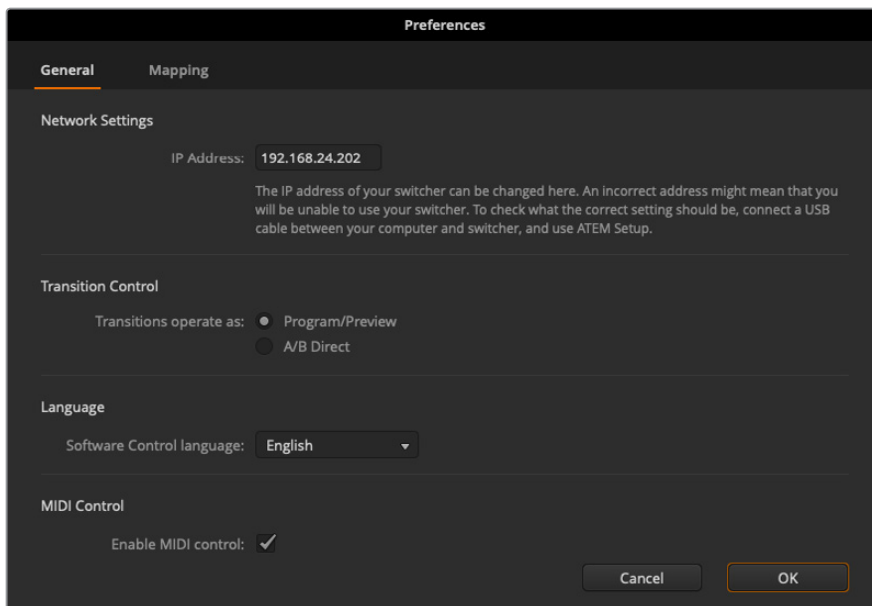 Preferences
General Mapping
Network Settings
IP Address: 192.168.24.202
The IP address of your switcher can be changed here. An incorrect address might mean that you
will be unable to use your switcher. To check what the correct setting should be, connect a USB
cable between your computer and switcher, and use ATEM Setup.
Transition Control
Transitions operate as: Program/Preview
A/B Direct
Language
Software Control language: English
MIDI Control
Enable MIDI control:
Cancel OK